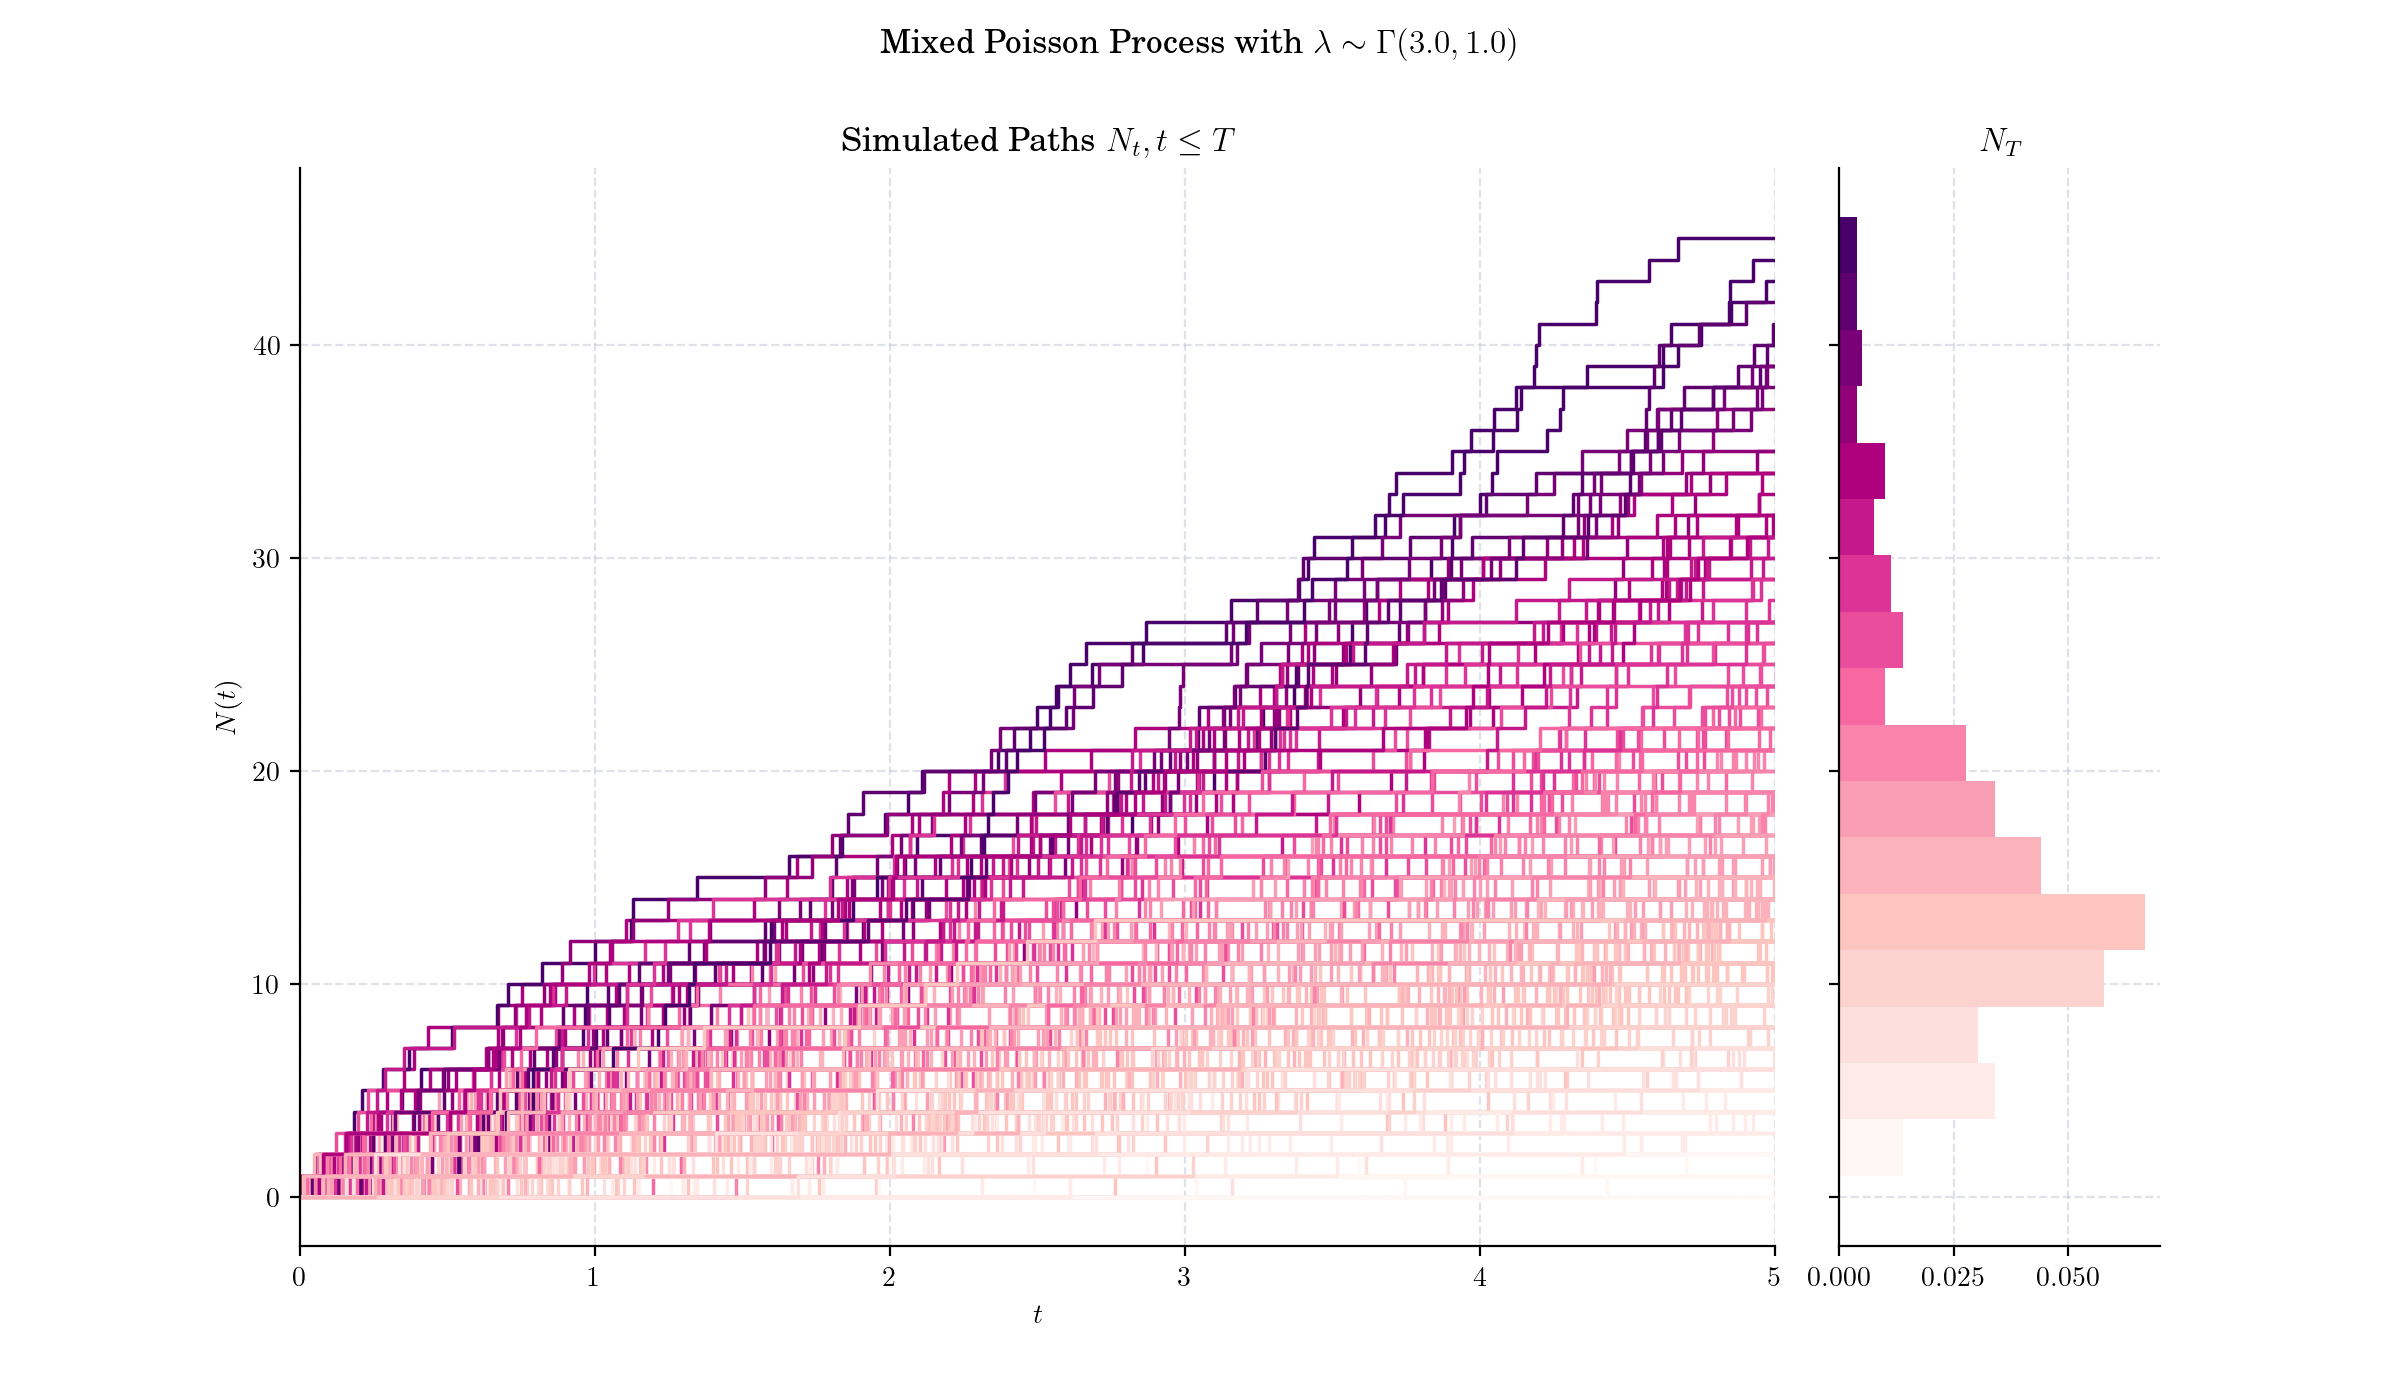 Mixed Poisson Process with λ ∼ Γ(3.0, 1.0)
Simulated Paths N_t, t ≤ T
N_T
N(t)
40
30
20
10
0
0 1 2 3 4 5
t
0.000 0.025 0.050